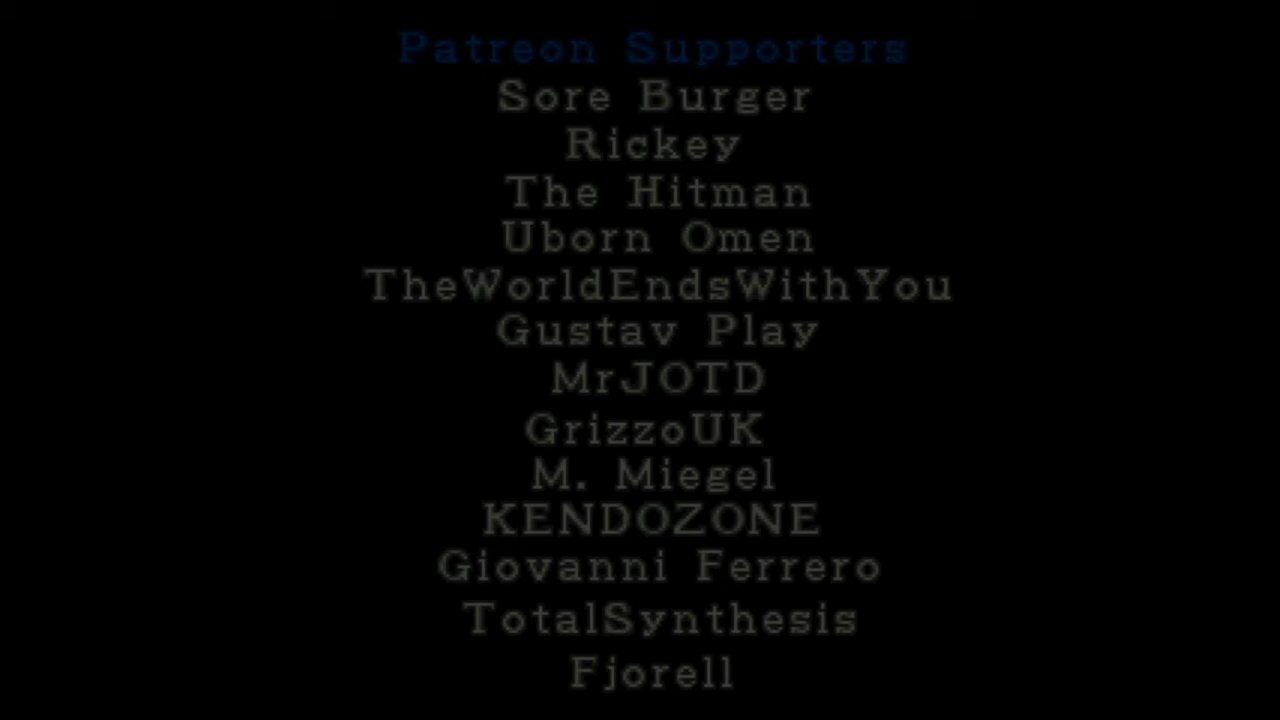 Patreon Supporters
Sore Burger
Rickey
The Hitman
Uborn Omen
TheWorldEndsWithYou
Gustav Play
MrJOTD
GrizzoUK
M. Miegel
KENDOZONE
Giovanni Ferrero
TotalSynthesis
Fjorell